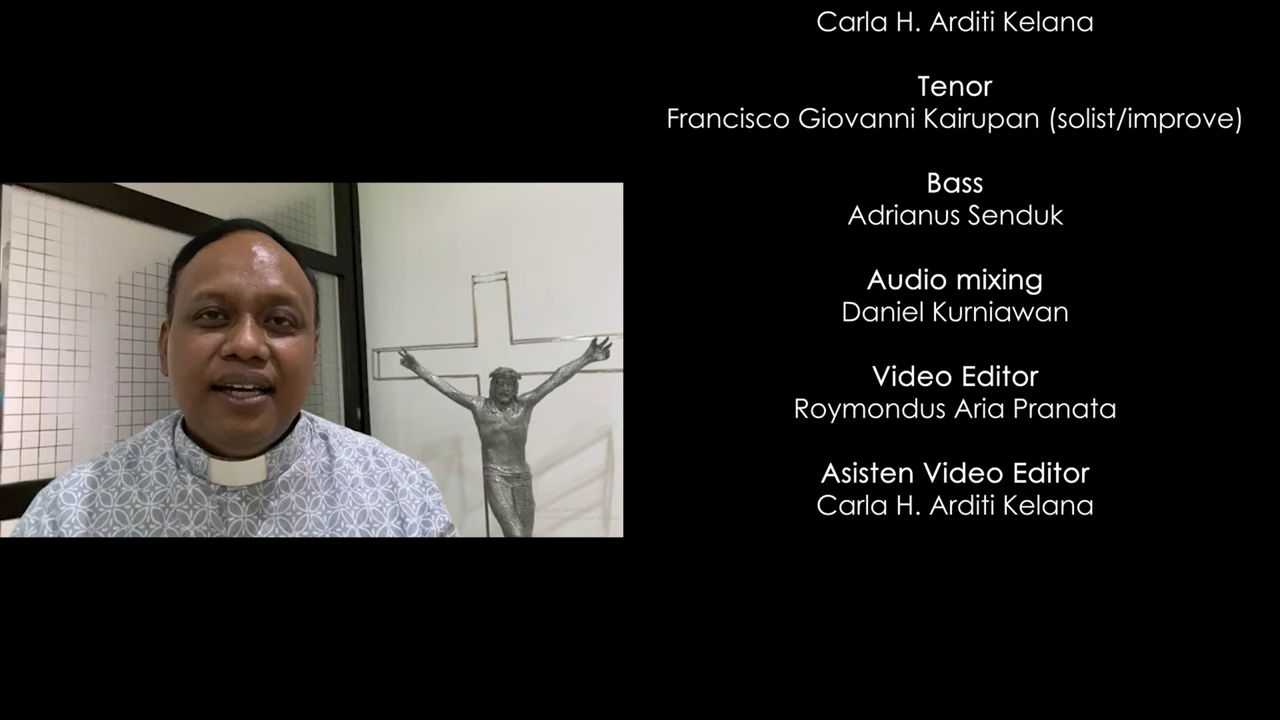 Carla H. Arditi Kelana
Tenor
Francisco Giovanni Kairupan (solist/improve)
Bass
Adrianus Senduk
Audio mixing
Daniel Kurniawan
Video Editor
Roymondus Aria Pranata
Asisten Video Editor
Carla H. Arditi Kelana